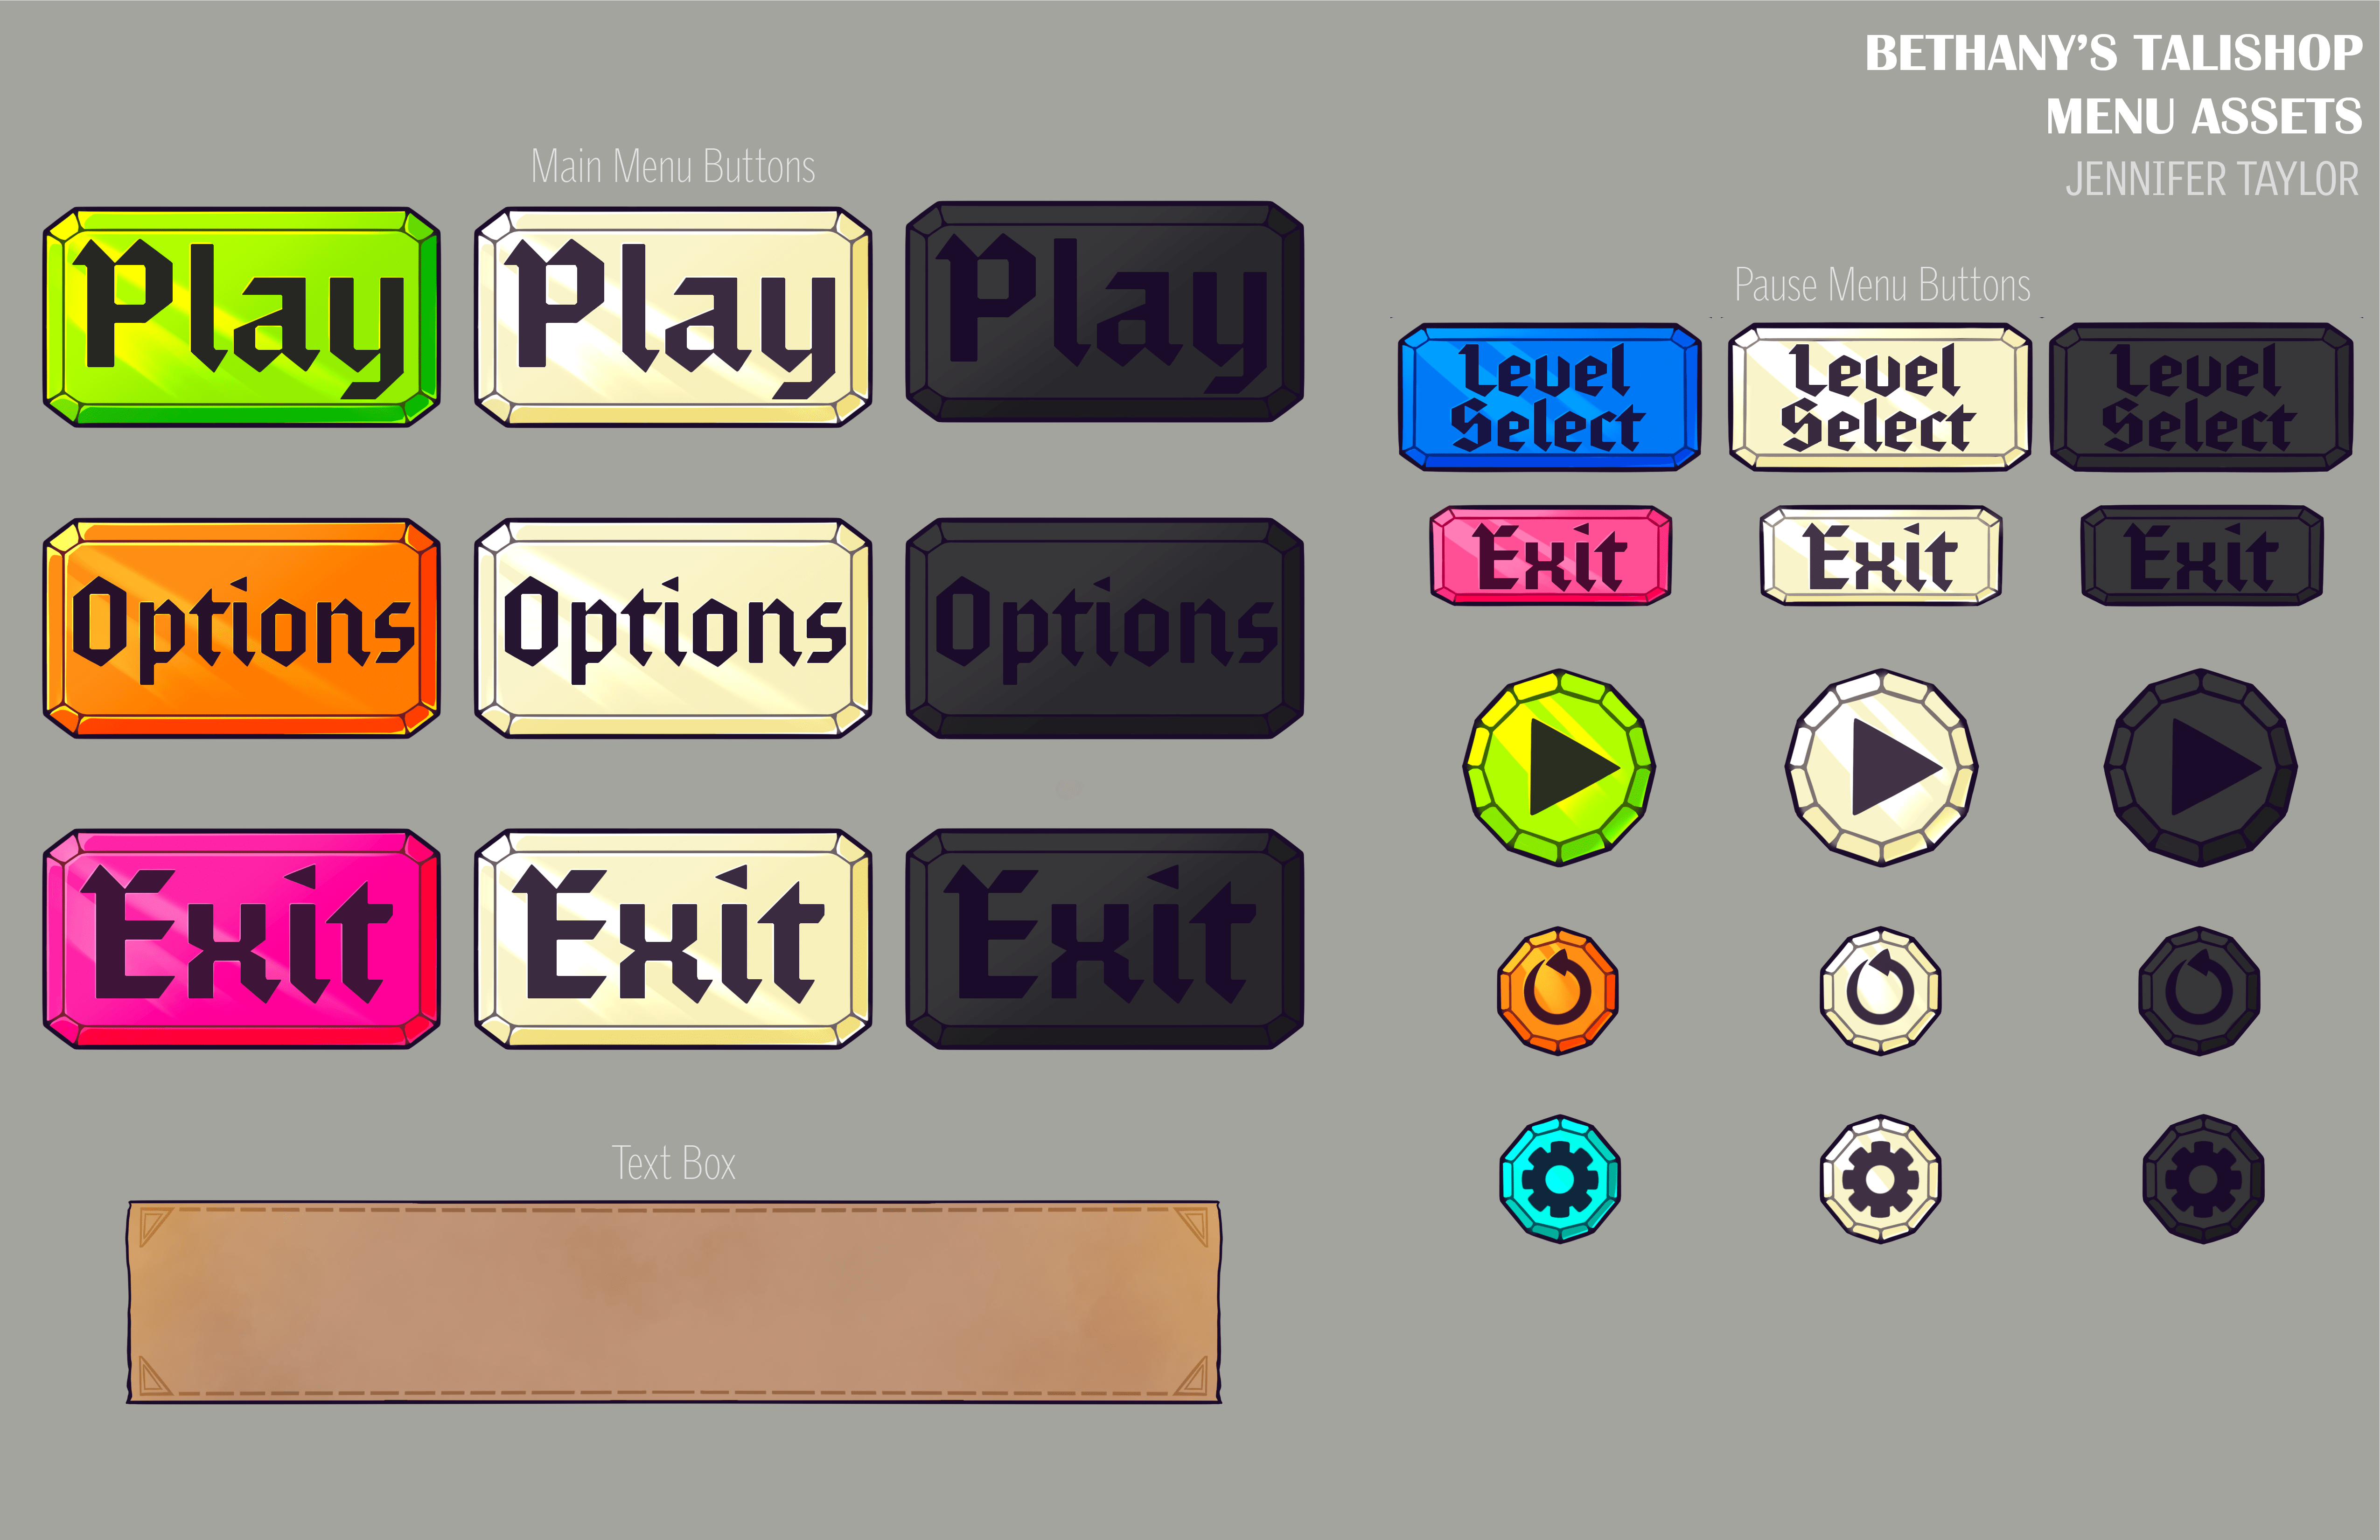 BETHANY'S TALISHOP
MENU ASSETS
JENNIFER TAYLOR
Main Menu Buttons
Play Play Play
Options Options Options
Exit Exit Exit
Text Box
Pause Menu Buttons
Level Level Level
Select Select Select
Exit Exit Exit